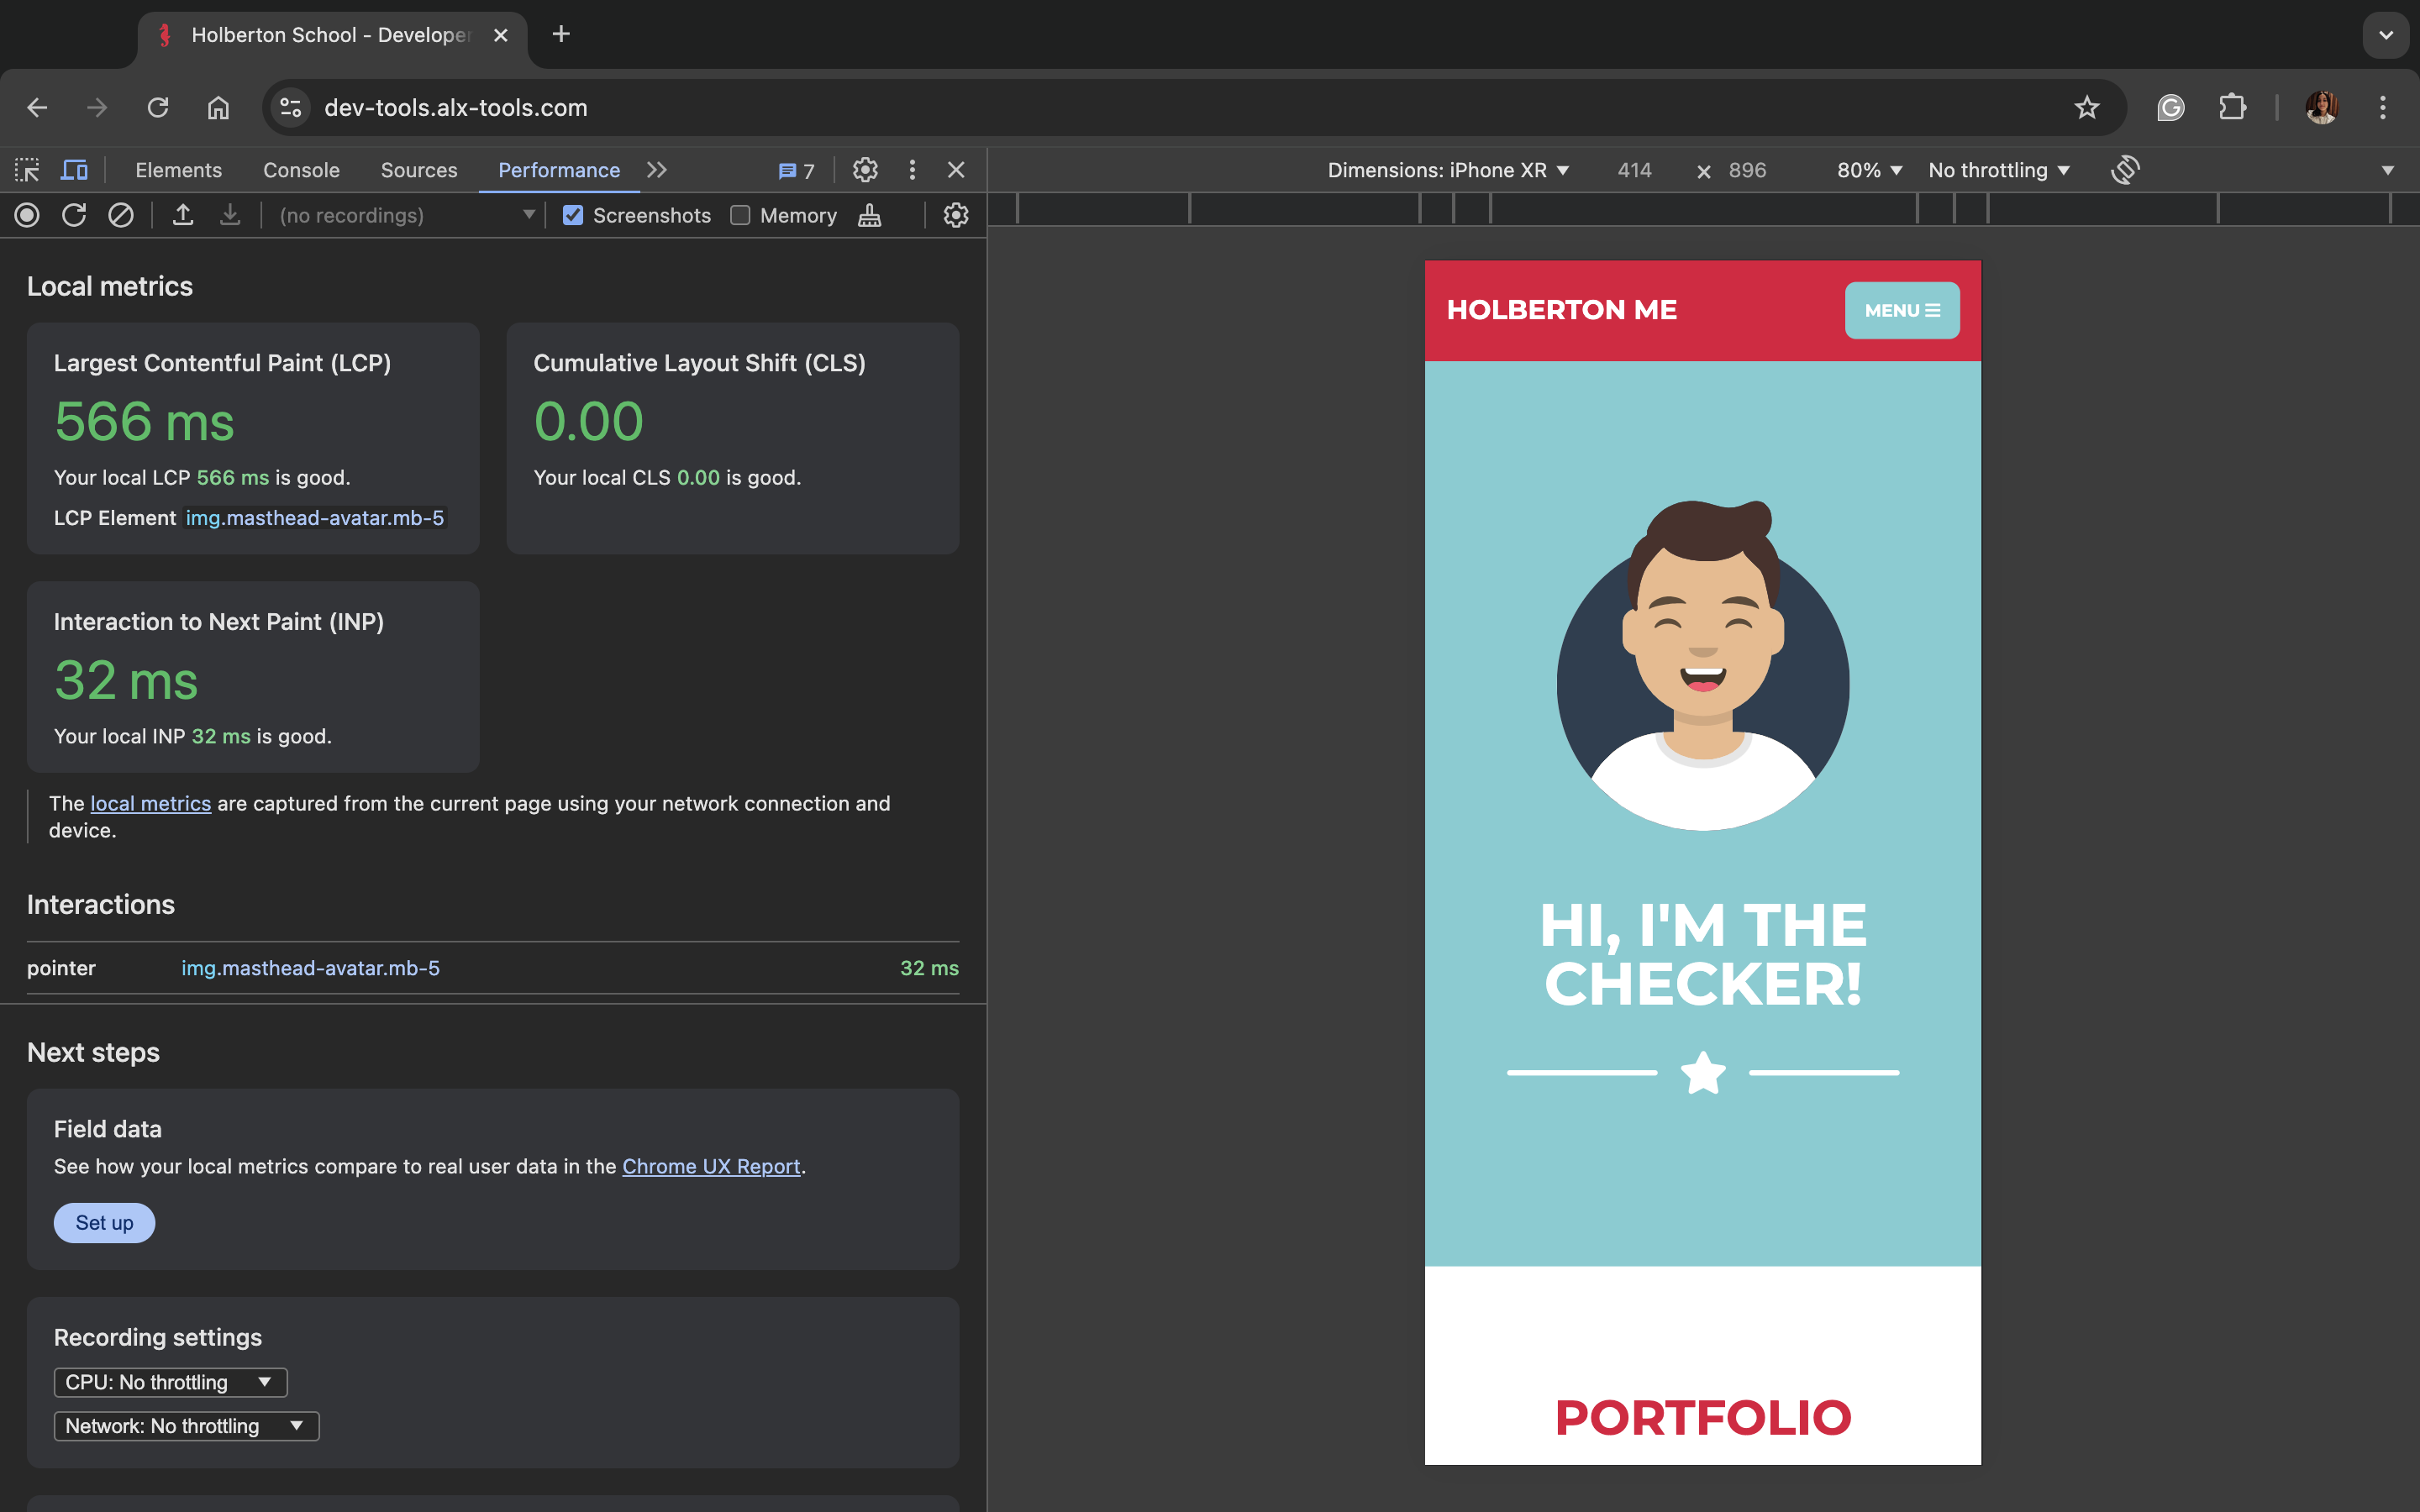 Holberton School - Developer
dev-tools.alx-tools.com
Elements Console Sources Performance 7
Dimensions: iPhone XR 414 × 896 80% No throttling
(no recordings) Screenshots Memory
Local metrics
Largest Contentful Paint (LCP)
566 ms
Your local LCP 566 ms is good.
LCP Element img.masthead-avatar.mb-5
Cumulative Layout Shift (CLS)
0.00
Your local CLS 0.00 is good.
Interaction to Next Paint (INP)
32 ms
Your local INP 32 ms is good.
The local metrics are captured from the current page using your network connection and
device.
Interactions
pointer img.masthead-avatar.mb-5 32 ms
Next steps
Field data
See how your local metrics compare to real user data in the Chrome UX Report.
Set up
Recording settings
CPU: No throttling
Network: No throttling
HOLBERTON ME
MENU
HI, I'M THE
CHECKER!
PORTFOLIO